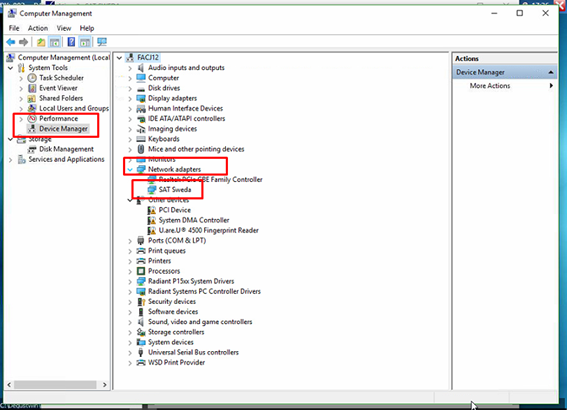 Computer Management
File Action View Help
Computer Management (Local
System Tools
Task Scheduler
Event Viewer
Shared Folders
Local Users and Groups
Performance
Device Manager
Storage
Disk Management
Services and Applications
FACJ12
Audio inputs and outputs
Computer
Disk drives
Display adapters
Human Interface Devices
IDE ATA/ATAPI controllers
Imaging devices
Keyboards
Mice and other pointing devices
Monitors
Network adapters
Realtek PCIe GBE Family Controller
SAT Sweda
Other devices
PCI Device
System DMA Controller
U.are.U® 4500 Fingerprint Reader
Ports (COM & LPT)
Print queues
Printers
Processors
Radiant P15xx System Drivers
Radiant Systems PC Controller Drivers
Security devices
Software devices
Sound, video and game controllers
Storage controllers
System devices
Universal Serial Bus controllers
WSD Print Provider
Actions
Device Manager
More Actions